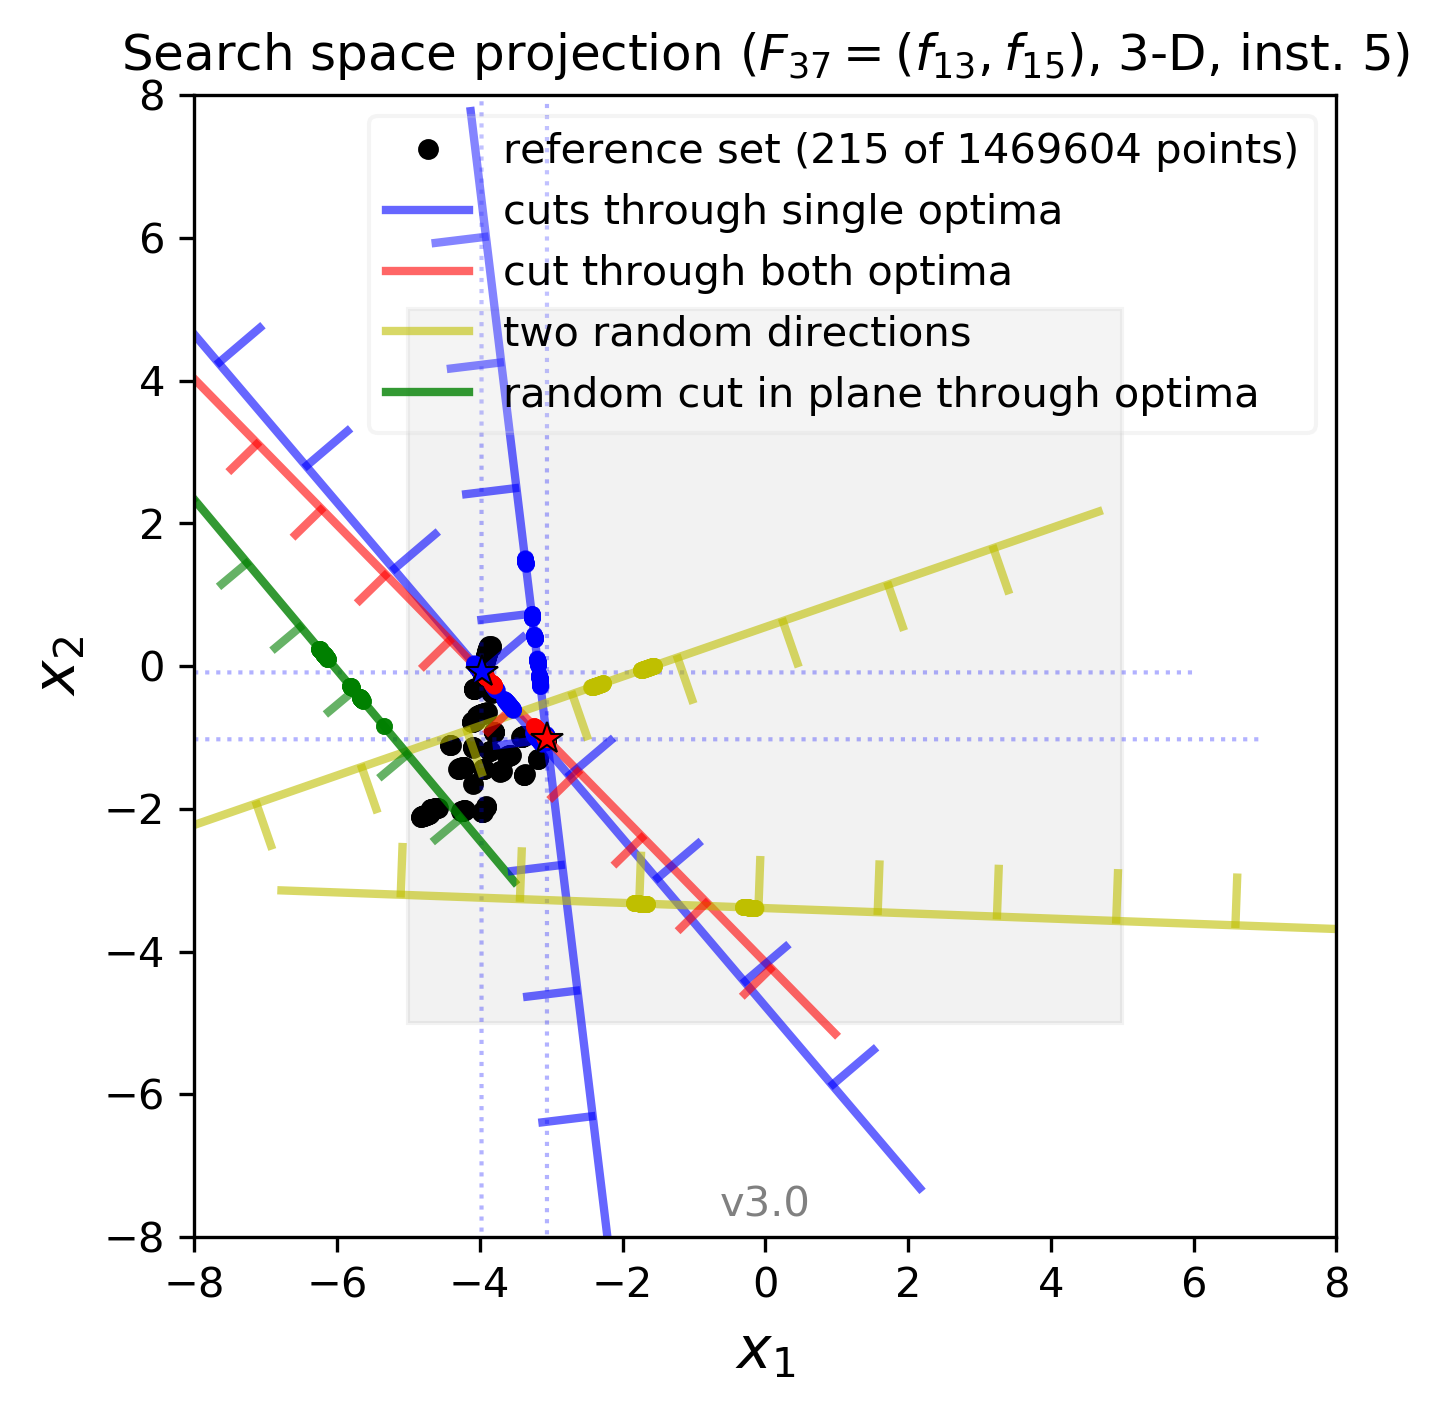 Search space projection (F₃₇ = (f₁₃, f₁₅), 3-D, inst. 5)
reference set (215 of 1469604 points)
cuts through single optima
cut through both optima
two random directions
random cut in plane through optima
8
6
4
2
0
−2
−4
−6
−8
x₂
v3.0
−8 −6 −4 −2 0 2 4 6 8
x₁